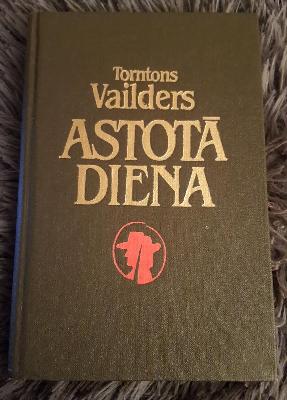 Torntons
Vailders
ASTOTĀ
DIENA